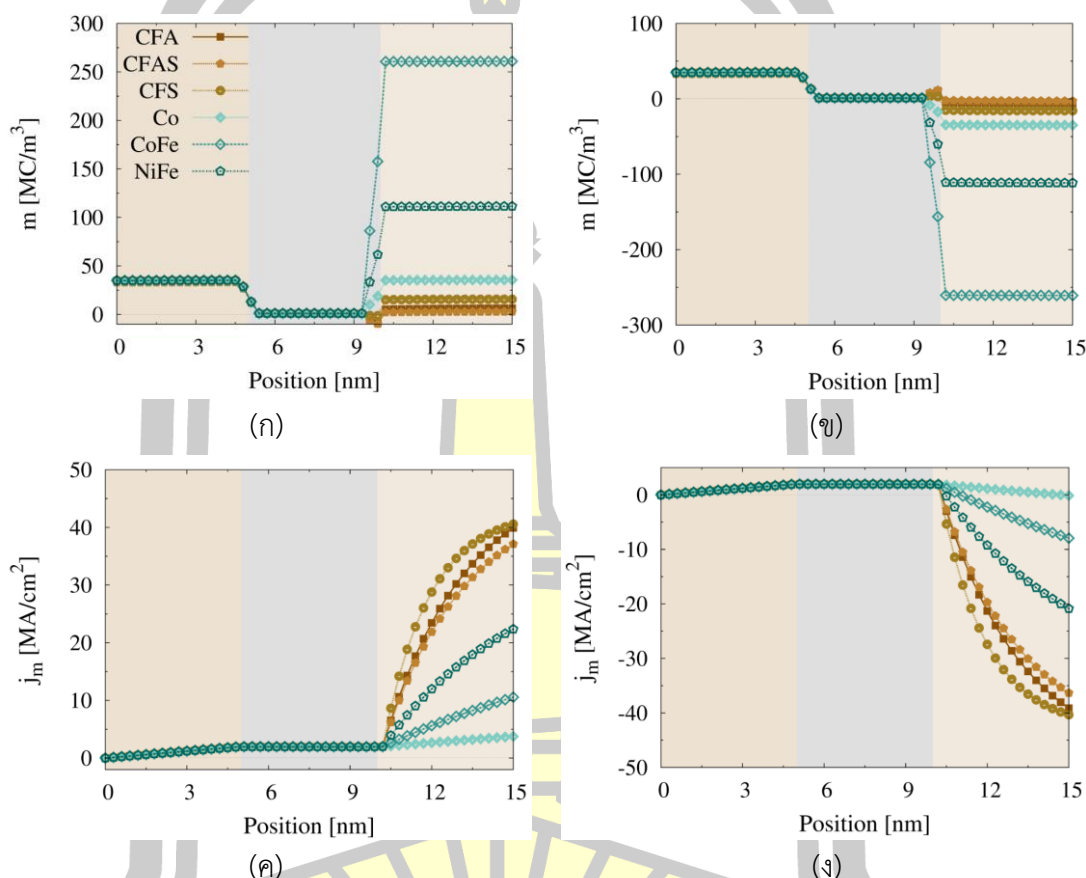 300
250
200
150
100
50
0
m [MC/m³]
CFA
CFAS
CFS
Co
CoFe
NiFe
0 3 6 9 12 15
Position [nm]
(ก)
100
0
-100
-200
-300
m [MC/m³]
0 3 6 9 12 15
Position [nm]
(ข)
50
40
30
20
10
0
jm [MA/cm²]
0 3 6 9 12 15
Position [nm]
(ค)
0
-10
-20
-30
-40
-50
jm [MA/cm²]
0 3 6 9 12 15
Position [nm]
(ง)